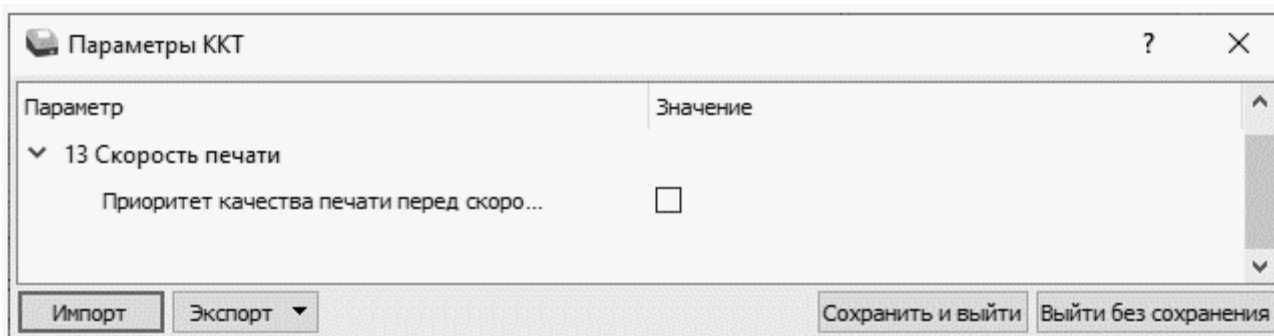 Параметры ККТ ?
Параметр Значение
13 Скорость печати
Приоритет качества печати перед скоро...
Импорт Экспорт Сохранить и выйти Выйти без сохранения